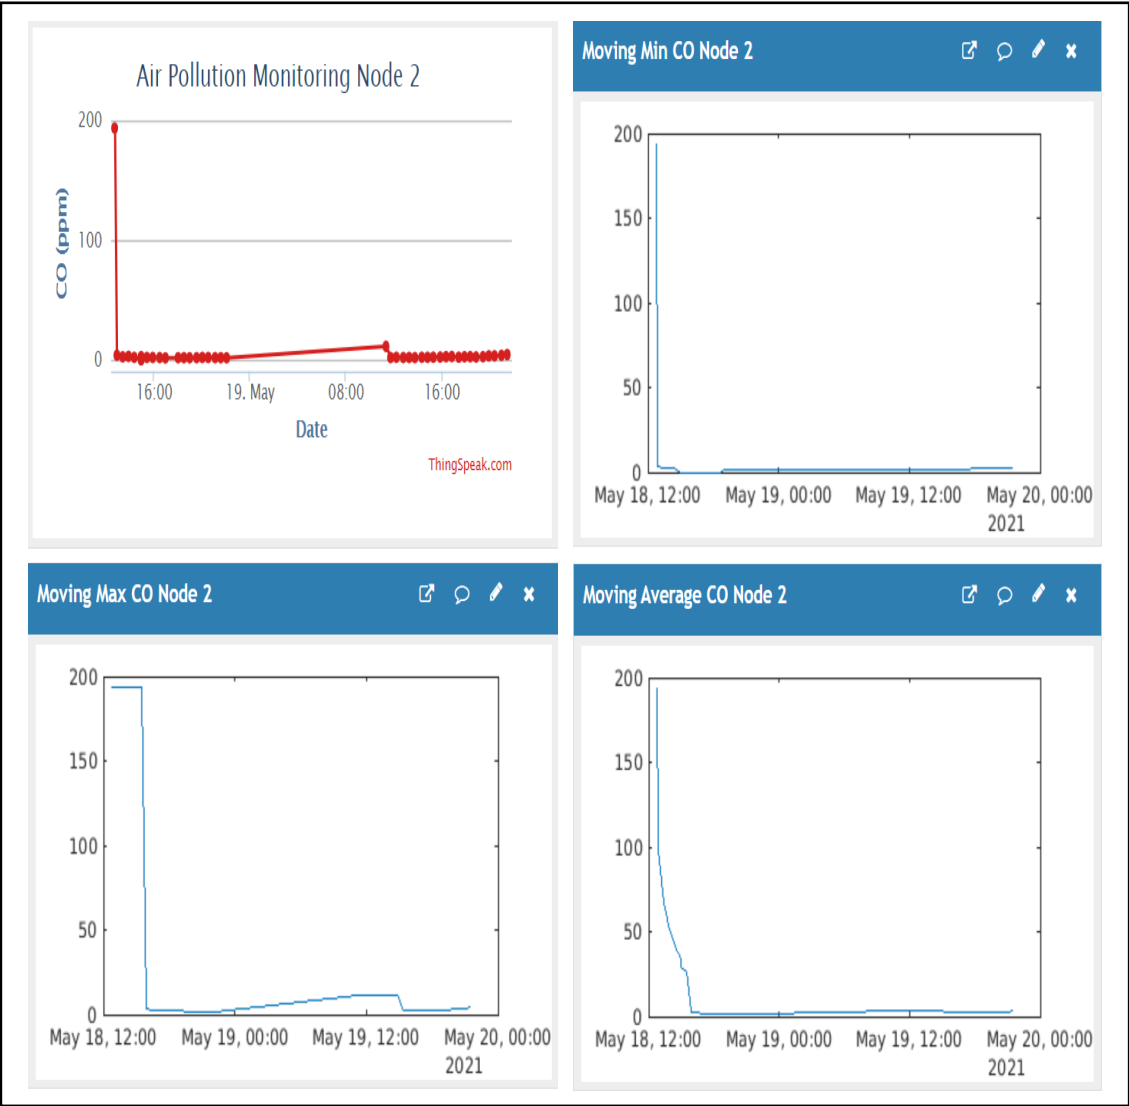 Air Pollution Monitoring Node 2
200
100
0
CO (ppm)
16:00 19. May 08:00 16:00
Date
ThingSpeak.com
Moving Min CO Node 2
200
150
100
50
0
May 18, 12:00 May 19, 00:00 May 19, 12:00 May 20, 00:00
2021
Moving Max CO Node 2
200
150
100
50
0
May 18, 12:00 May 19, 00:00 May 19, 12:00 May 20, 00:00
2021
Moving Average CO Node 2
200
150
100
50
0
May 18, 12:00 May 19, 00:00 May 19, 12:00 May 20, 00:00
2021